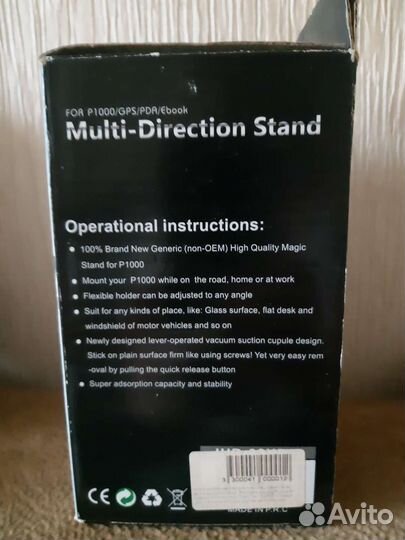 FOR P1000/GPS/PDA/Ebook
Multi-Direction Stand
Operational instructions:
● 100% Brand New Generic (non-OEM) High Quality Magic
Stand for P1000
● Mount your P1000 while on the road, home or at work
● Flexible holder can be adjusted to any angle
● Suit for any kinds of place, like: Glass surface, flat desk and
windshield of motor vehicles and so on
● Newly designed lever-operated vacuum suction cupule design.
Stick on plain surface firm like using screws! Yet very easy rem
-oval by pulling the quick release button
● Super adsorption capacity and stability
3 300041 000012
CE
MADE IN P.R.C
Avito